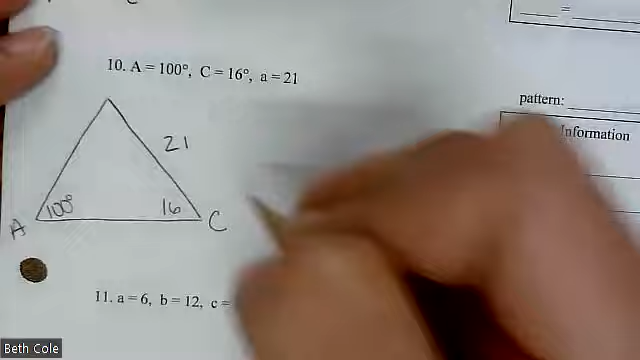 =
10. A = 100°, C = 16°, a = 21
pattern:
Information
21
100°
16
A
C
11. a = 6, b = 12, c =
Beth Cole